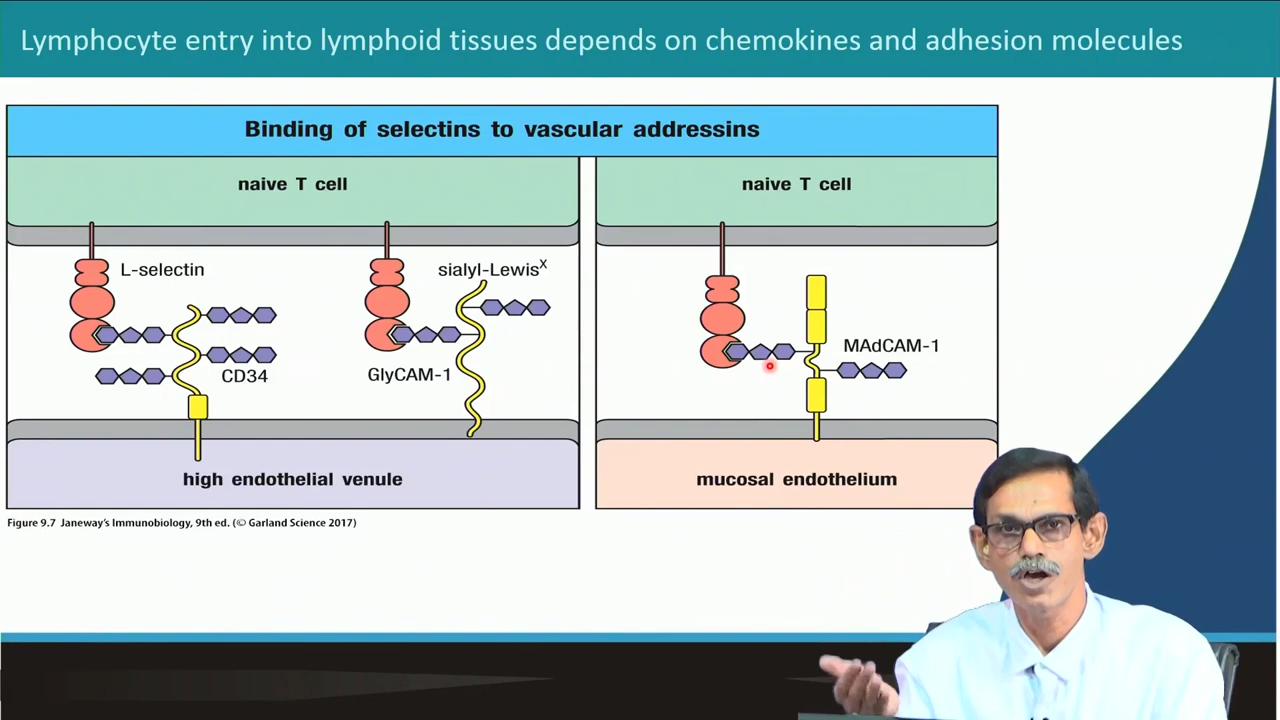 Lymphocyte entry into lymphoid tissues depends on chemokines and adhesion molecules
Binding of selectins to vascular addressins
naive T cell
L-selectin
sialyl-Lewisˣ
CD34
GlyCAM-1
high endothelial venule
naive T cell
MAdCAM-1
mucosal endothelium
Figure 9.7 Janeway's Immunobiology, 9th ed. (© Garland Science 2017)